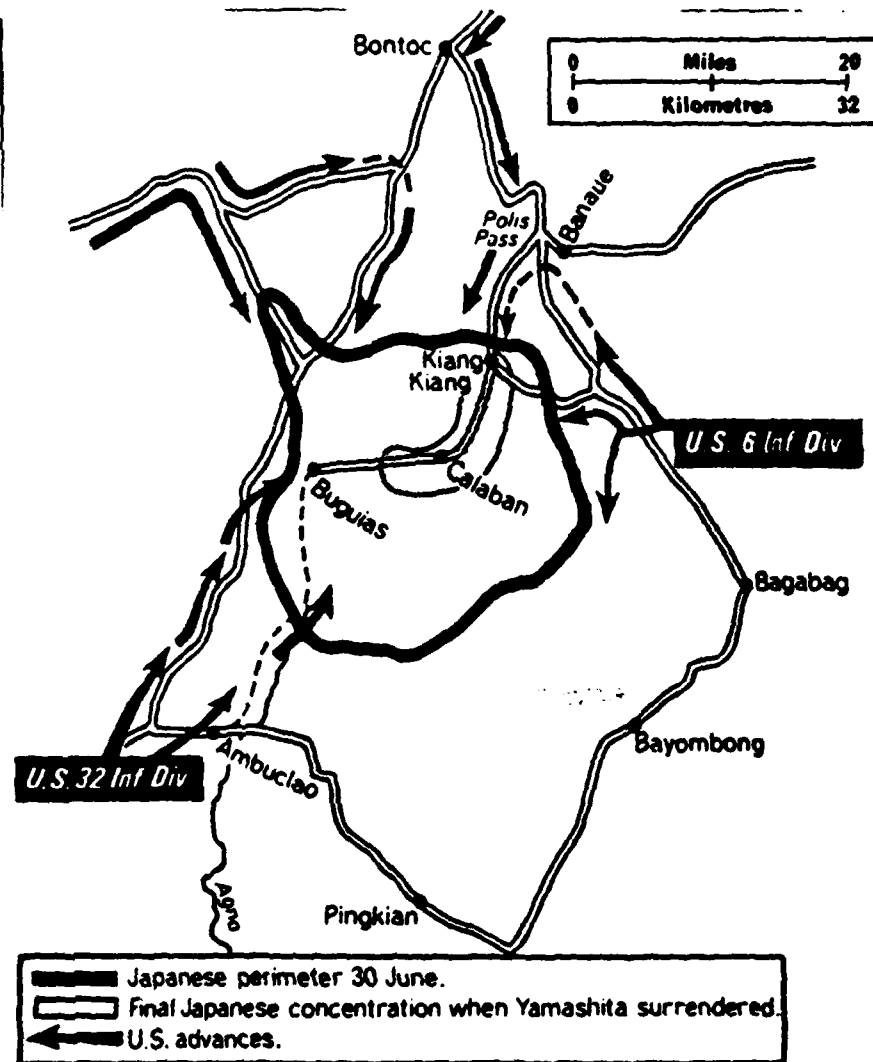 Bontoc
0 Miles 20
0 Kilometres 32
Polis
Pass
Banaue
Kiang
Kiang
U.S. 6 Inf Div
Buguias
Calaban
Bagabag
Bayombong
U.S. 32 Inf Div
Ambuclao
Agno
Pingkian
Japanese perimeter 30 June.
Final Japanese concentration when Yamashita surrendered.
U.S. advances.